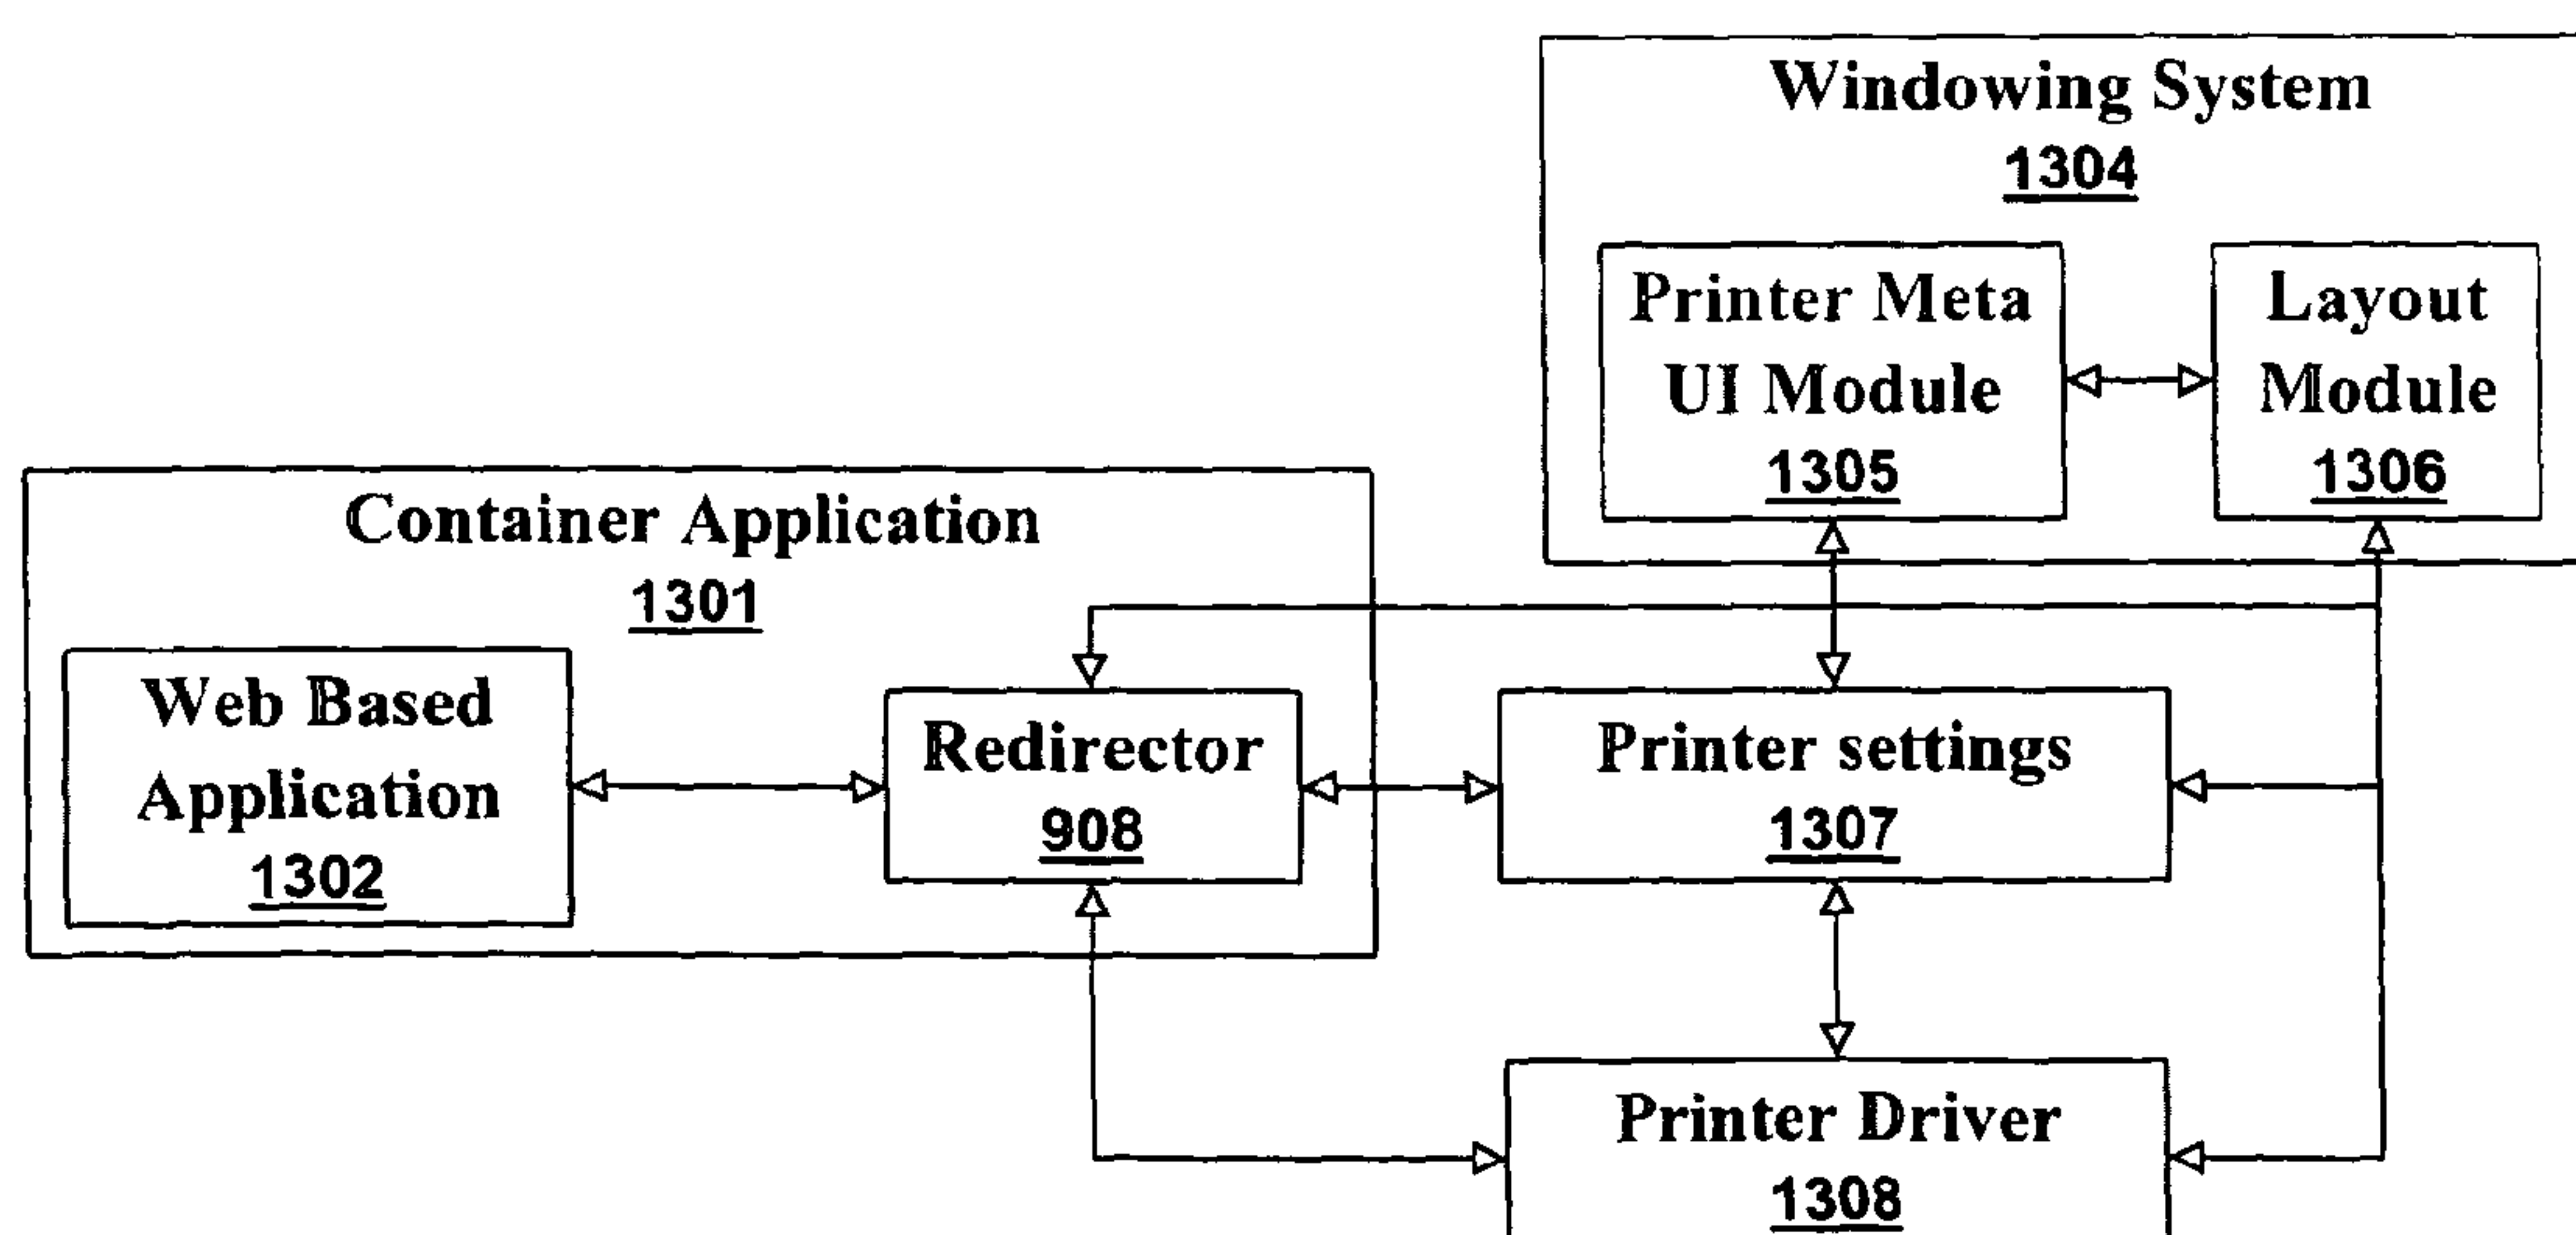 Windowing System
1304
Printer Meta
UI Module
1305
Layout
Module
1306
Container Application
1301
Web Based
Application
1302
Redirector
908
Printer settings
1307
Printer Driver
1308